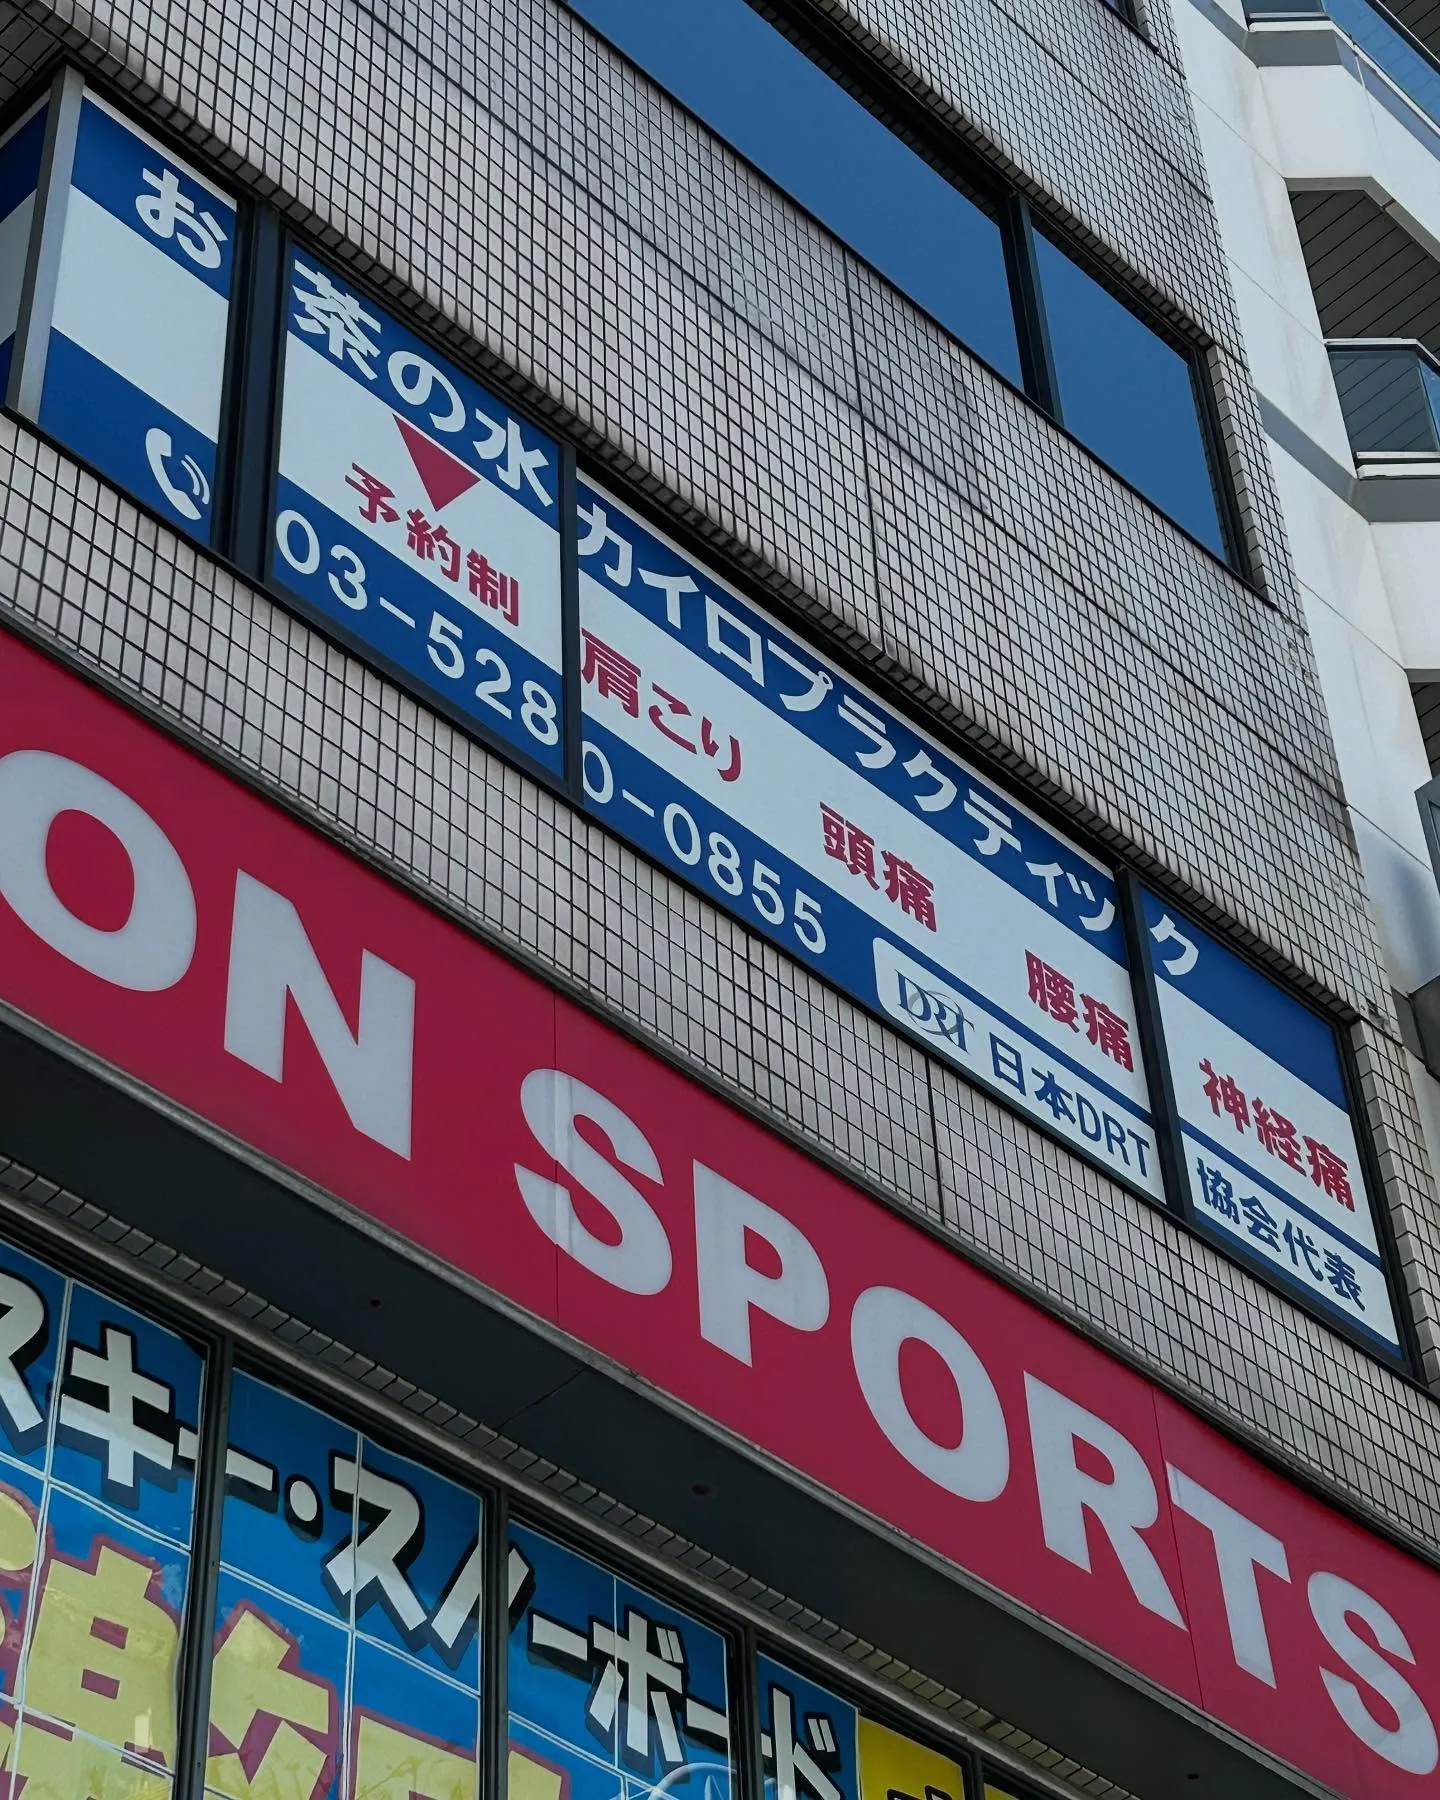 お茶の水カイロプラクティック
▼予約制 肩こり 頭痛 腰痛 神経痛
03-5280-0855
DRT 日本DRT協会代表
ON SPORTS
スキー・スノーボード